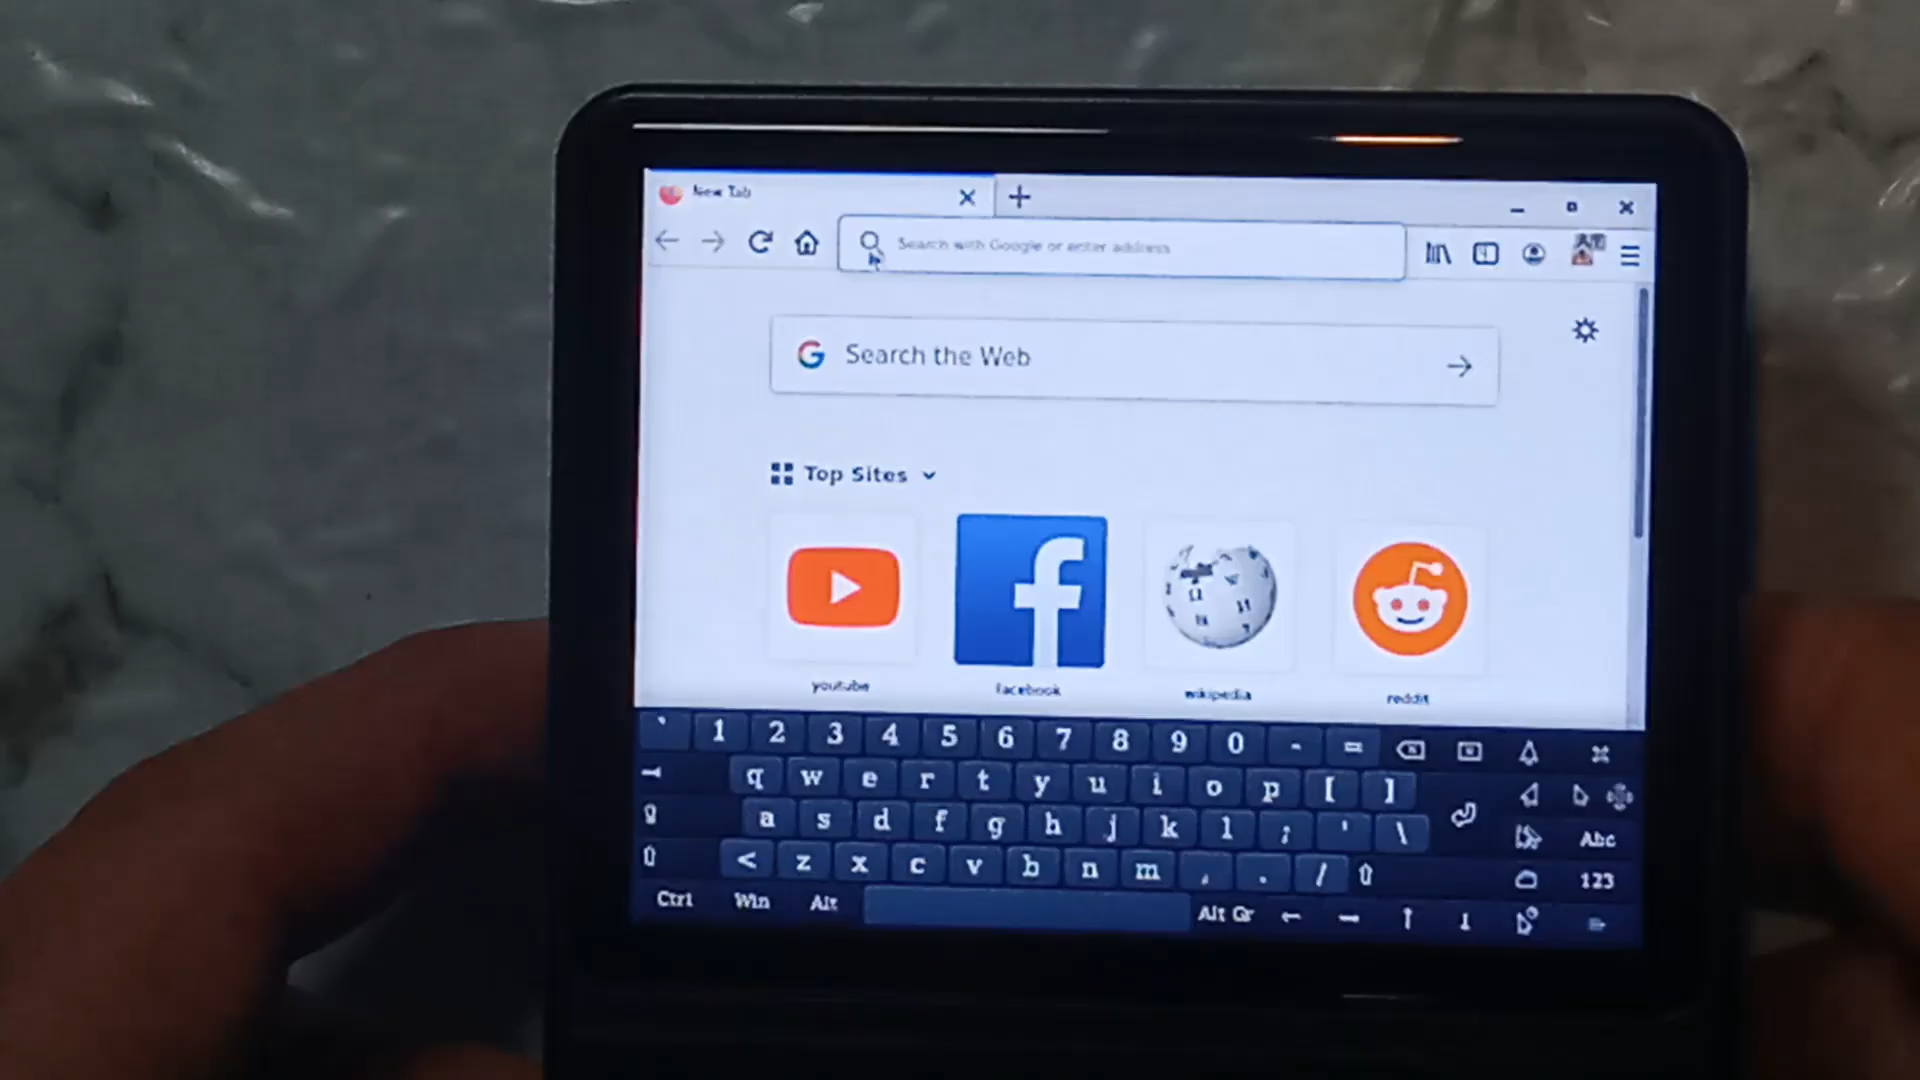 New Tab
Search with Google or enter address
G Search the Web
Top Sites
f
youtube facebook wikipedia reddit
` 1 2 3 4 5 6 7 8 9 0 - =
q w e r t y u i o p [ ]
a s d f g h j k l ; ' \ Abc
< z x c v b n m , . / 123
Ctrl Win Alt Alt Gr